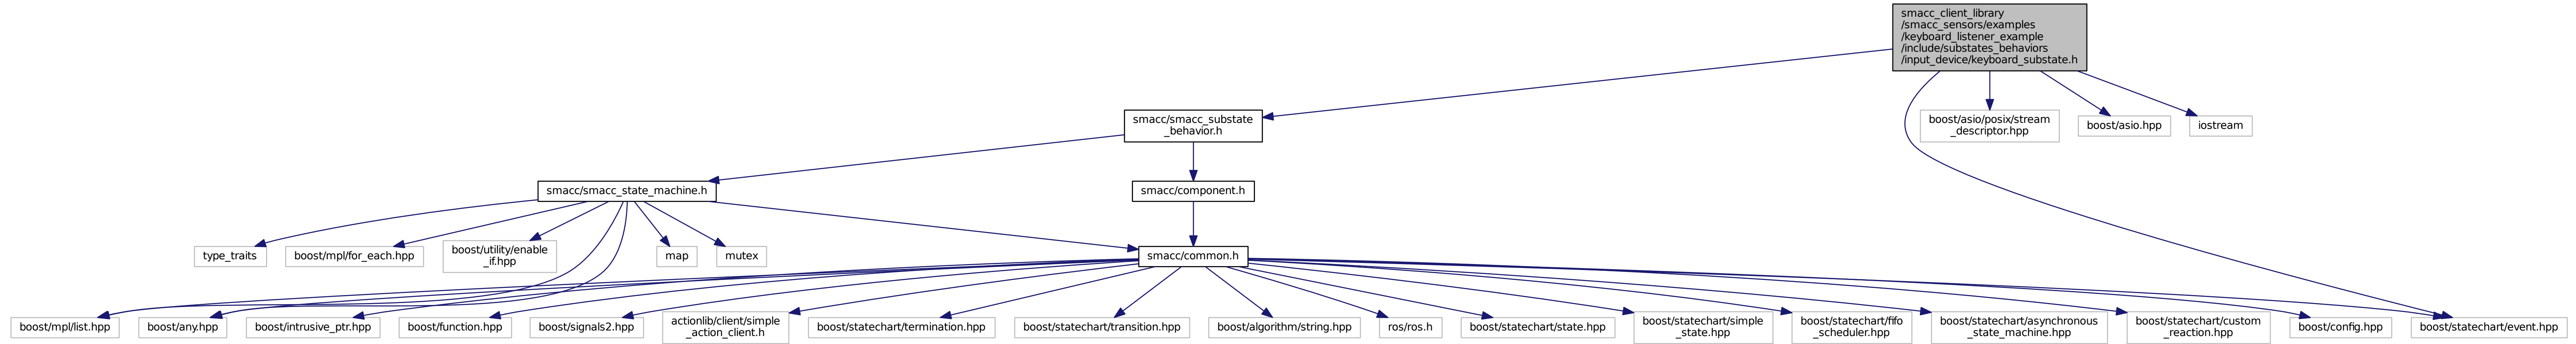 smacc_client_library
/smacc_sensors/examples
/keyboard_listener_example
/include/substates_behaviors
/input_device/keyboard_substate.h
smacc/smacc_substate
_behavior.h
boost/asio/posix/stream
_descriptor.hpp
boost/asio.hpp
iostream
smacc/smacc_state_machine.h
smacc/component.h
type_traits
boost/mpl/for_each.hpp
boost/utility/enable
_if.hpp
map
mutex
smacc/common.h
boost/mpl/list.hpp
boost/any.hpp
boost/intrusive_ptr.hpp
boost/function.hpp
boost/signals2.hpp
actionlib/client/simple
_action_client.h
boost/statechart/termination.hpp
boost/statechart/transition.hpp
boost/algorithm/string.hpp
ros/ros.h
boost/statechart/state.hpp
boost/statechart/simple
_state.hpp
boost/statechart/fifo
_scheduler.hpp
boost/statechart/asynchronous
_state_machine.hpp
boost/statechart/custom
_reaction.hpp
boost/config.hpp
boost/statechart/event.hpp